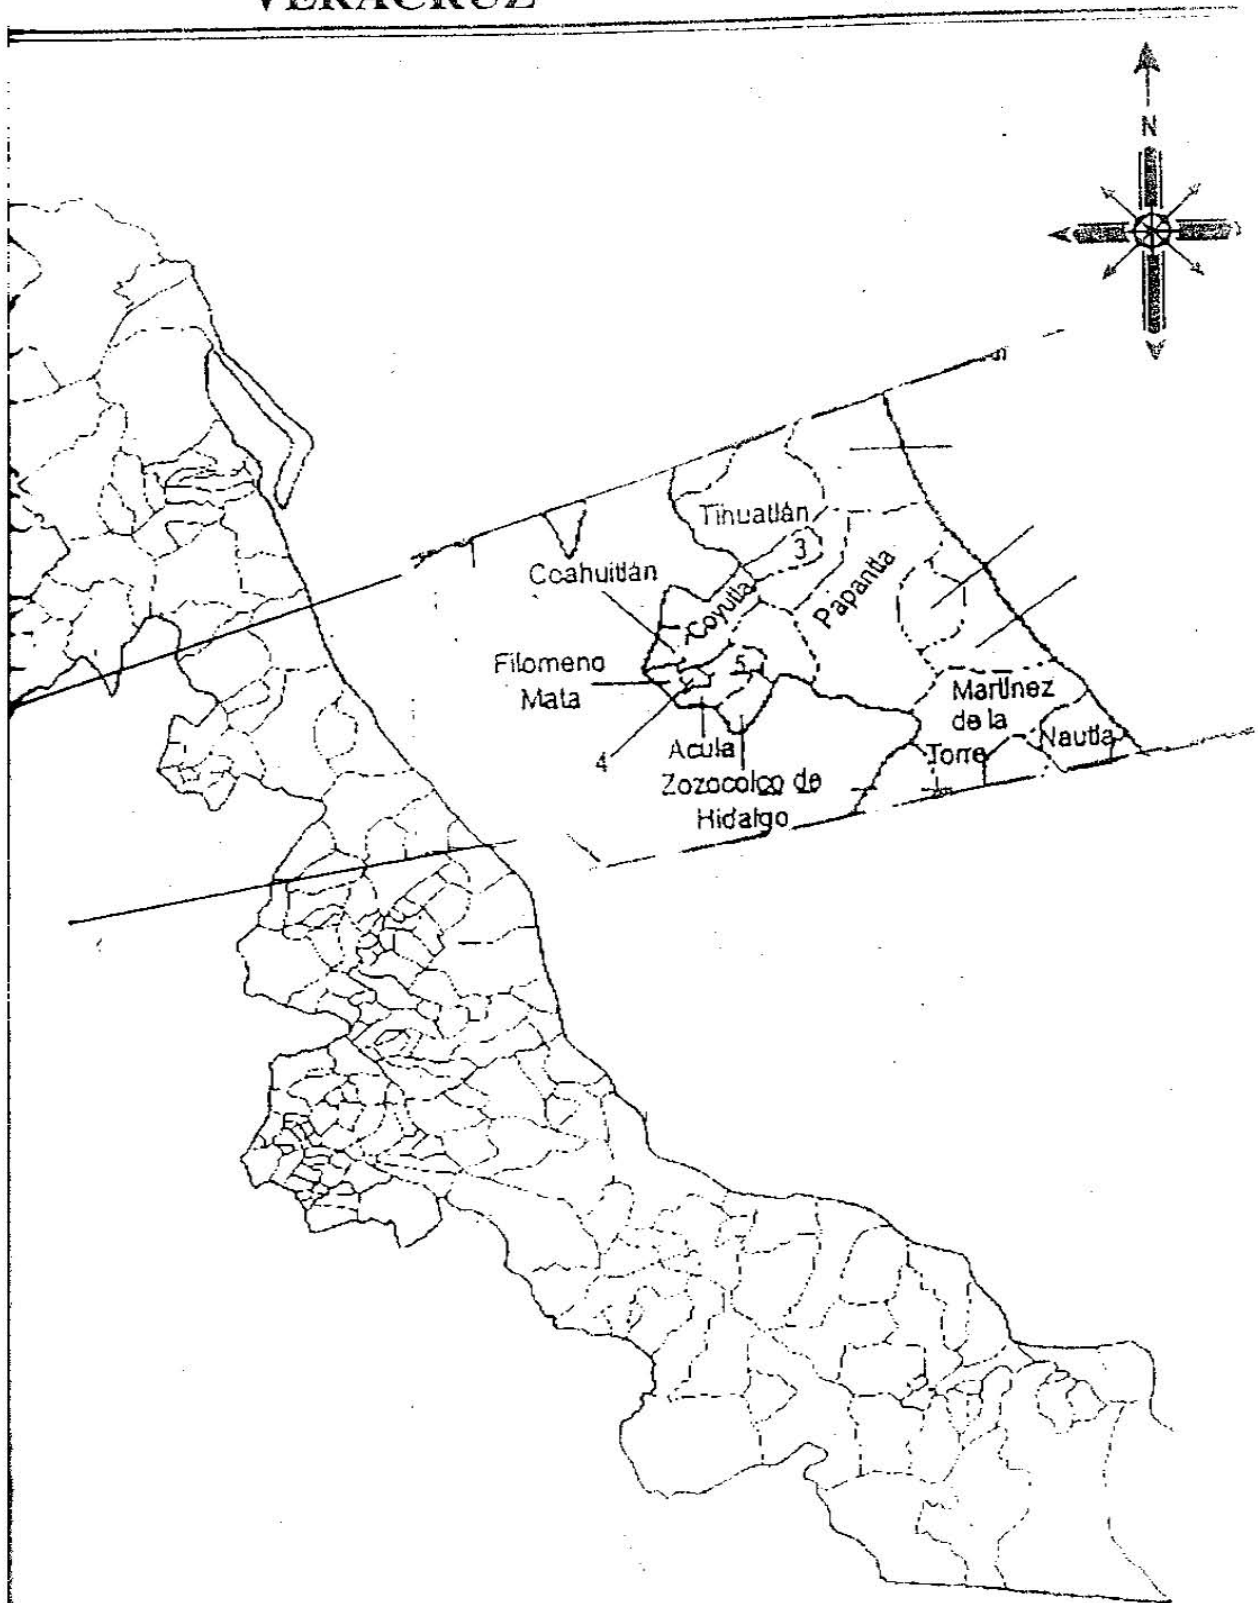 VERACRUZ
N
Tihuatlán
3
Coahuitlán
Coyutla
Papantla
Filomeno
Mata
5
Martínez
de la
Torre
Nautla
4
Acula
Zozocolco de
Hidalgo